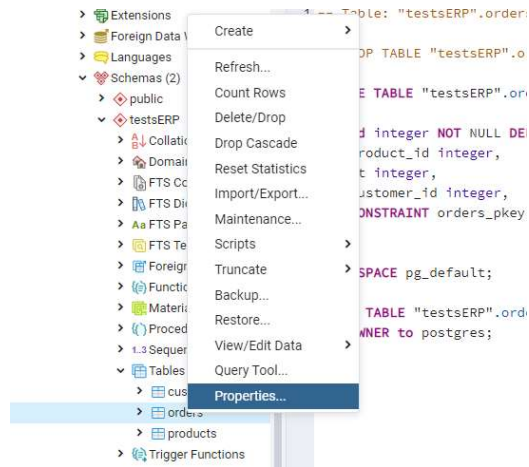 Extensions
Foreign Data
Languages
Schemas (2)
public
testsERP
Collatio
Domai
FTS Co
FTS Dic
Aa FTS Pa
FTS Te
Foreign
Functio
Materia
Proced
1..3 Sequen
Tables
cus
orders
products
Trigger Functions
Create
Refresh...
Count Rows
Delete/Drop
Drop Cascade
Reset Statistics
Import/Export...
Maintenance...
Scripts
Truncate
Backup...
Restore...
View/Edit Data
Query Tool...
Properties...
1 -- Table: "testsERP".orders
OP TABLE "testsERP".o
E TABLE "testsERP".ord
d integer NOT NULL DEF
roduct_id integer,
t integer,
ustomer_id integer,
ONSTRAINT orders_pkey
SPACE pg_default;
TABLE "testsERP".orde
WNER to postgres;